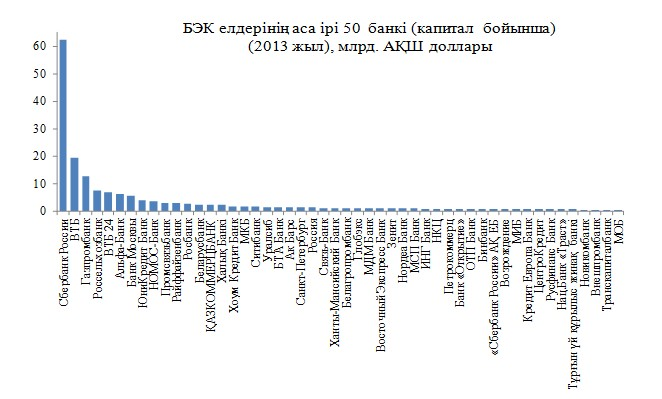 БЭК елдерінің аса ірі 50 банкі (капитал бойынша)
(2013 жыл), млрд. АҚШ доллары
60
50
40
30
20
10
0
Сбербанк России
ВТБ
Газпромбанк
Россельхозбанк
ВТБ 24
Альфа-Банк
Банк Москвы
ЮниКредит Банк
НОМОС-Банк
Промсвязьбанк
Райффайзенбанк
Росбанк
Беларусбанк
ҚАЗКОММЕРЦБАНК
Халық Банкі
Хоум Кредит Банк
МКБ
Ситибанк
Уралсиб
БТА Банк
Ак Барс
Санкт-Петербург
Россия
Связь-Банк
Ханты-Мансийский Банк
Белагропромбанк
Глобэкс
МДМ Банк
Восточный Экспресс Банк
Зенит
Нордеа Банк
МСП Банк
ИНГ Банк
НКЦ
Петрокоммерц
Банк «Открытие»
ОТП Банк
Бинбанк
«Сбербанк России» АҚ ЕБ
Возрождение
МИБ
Кредит Европа Банк
ЦентрКредит
Русфинанс Банк
Нац.Банк «Траст»
Тұрғын үй құрылыс жинақ банкі
Новикомбанк
Внешпромбанк
Транскапиталбанк
МОБ